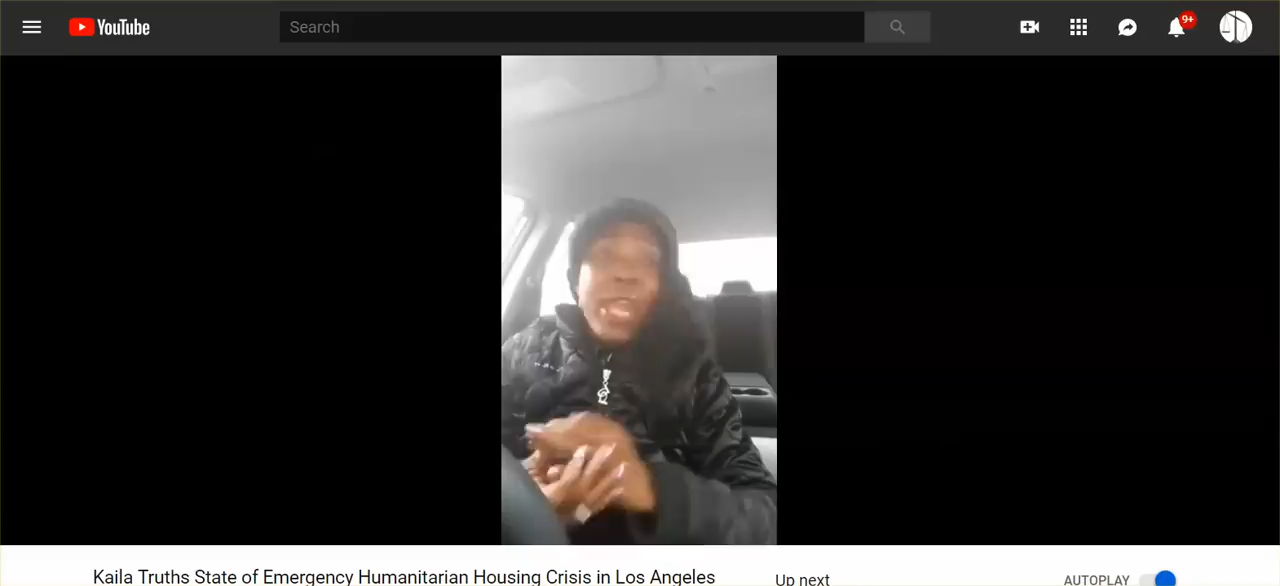 YouTube
Search
9+
Kaila Truths State of Emergency Humanitarian Housing Crisis in Los Angeles
Up next
AUTOPLAY